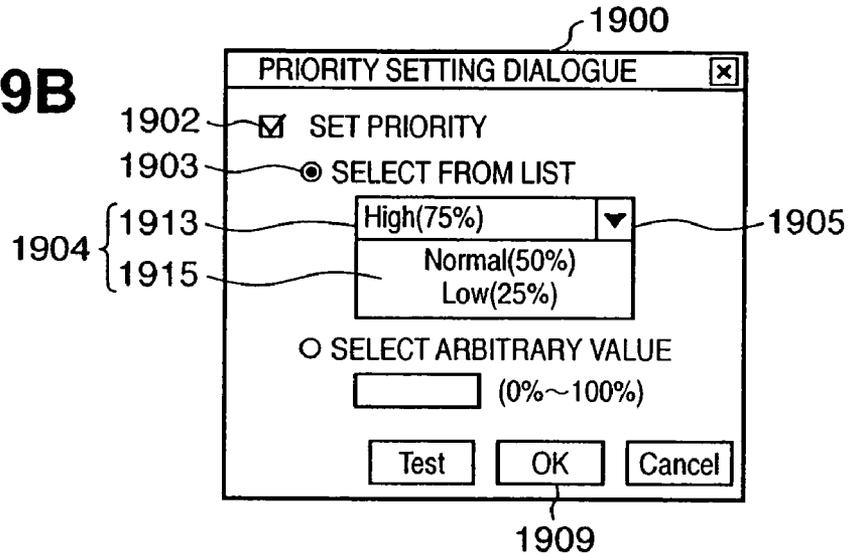 1900
9B
PRIORITY SETTING DIALOGUE
1902
SET PRIORITY
1903
SELECT FROM LIST
1904
1913
High(75%)
1905
1915
Normal(50%)
Low(25%)
SELECT ARBITRARY VALUE
(0%~100%)
Test
OK
Cancel
1909